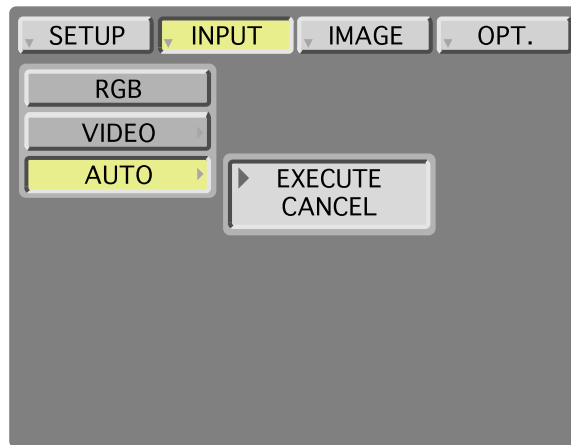 SETUP INPUT IMAGE OPT.
RGB
VIDEO
AUTO
EXECUTE
CANCEL